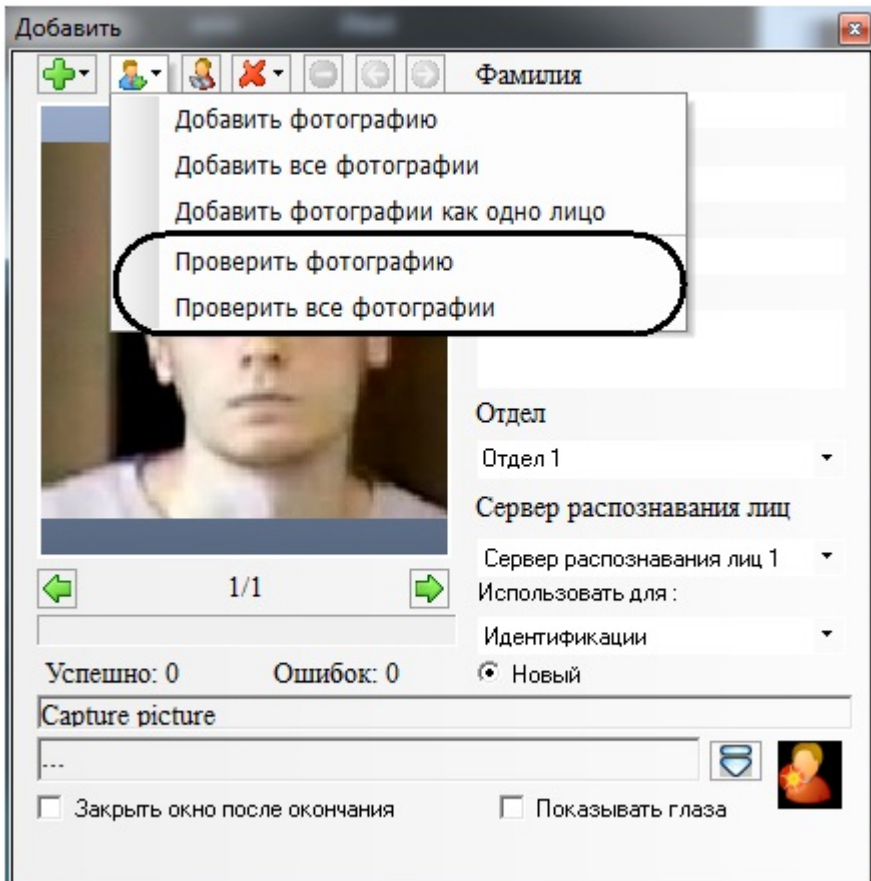 Добавить
Фамилия
Добавить фотографию
Добавить все фотографии
Добавить фотографии как одно лицо
Проверить фотографию
Проверить все фотографии
Отдел
Отдел 1
Сервер распознавания лиц
Сервер распознавания лиц 1
1/1
Использовать для :
Идентификации
Успешно: 0 Ошибок: 0
Новый
Capture picture
...
Закрыть окно после окончания
Показывать глаза